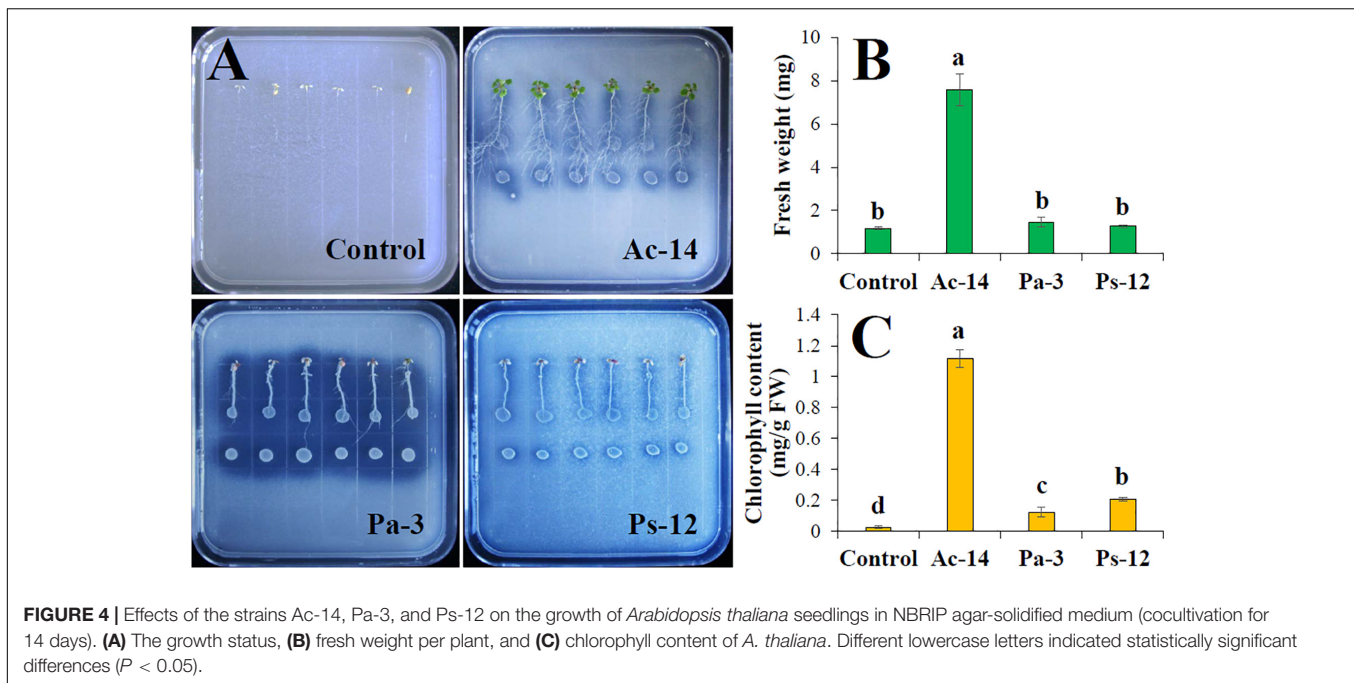 A
Control
Ac-14
Pa-3
Ps-12
B
Fresh weight (mg)
10
8
6
4
2
0
b
a
b
b
Control Ac-14 Pa-3 Ps-12
C
Chlorophyll content
(mg/g FW)
1.4
1.2
1
0.8
0.6
0.4
0.2
0
d
a
c
b
Control Ac-14 Pa-3 Ps-12
FIGURE 4 | Effects of the strains Ac-14, Pa-3, and Ps-12 on the growth of Arabidopsis thaliana seedlings in NBRIP agar-solidified medium (cocultivation for
14 days). (A) The growth status, (B) fresh weight per plant, and (C) chlorophyll content of A. thaliana. Different lowercase letters indicated statistically significant
differences (P < 0.05).